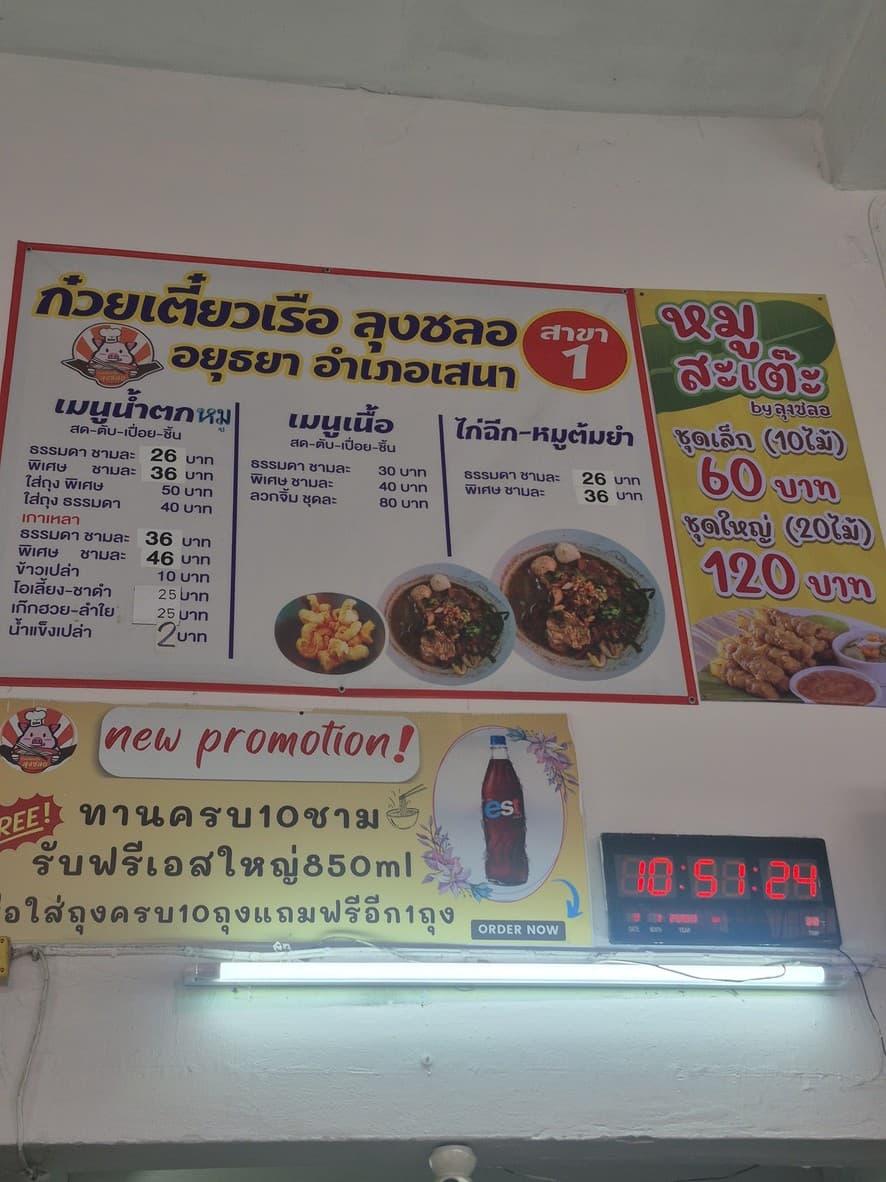 ก๋วยเตี๋ยวเรือ ลุงชลอ
อยุธยา อำเภอเสนา
สาขา
1
เมนูน้ำตกหมู
สด-ตับ-เปื่อย-ชิ้น
ธรรมดา ชามละ 26 บาท
พิเศษ ชามละ 36 บาท
ใส่ถุง พิเศษ 50 บาท
ใส่ถุง ธรรมดา 40 บาท
เกาเหลา
ธรรมดา ชามละ 36 บาท
พิเศษ ชามละ 46 บาท
ข้าวเปล่า 10 บาท
โอเลี้ยง-ชาดำ 25 บาท
เก๊กฮวย-ลำไย 25 บาท
น้ำแข็งเปล่า 2 บาท
เมนูเนื้อ
สด-ตับ-เปื่อย-ชิ้น
ธรรมดา ชามละ 30 บาท
พิเศษ ชามละ 40 บาท
ลวกจิ้ม ชุดละ 80 บาท
ไก่ฉีก-หมูต้มยำ
ธรรมดา ชามละ 26 บาท
พิเศษ ชามละ 36 บาท
หมู
สะเต๊ะ
by ลุงชลอ
ชุดเล็ก (10ไม้)
60 บาท
ชุดใหญ่ (20ไม้)
120 บาท
new promotion!
ลุงชลอ
ทานครบ10ชาม
รับฟรีเอสใหญ่850ml
ใส่ถุงครบ10ถุงแถมฟรีอีก1ถุง
est
ORDER NOW
10:51:24
DATE MONTH YEAR TEMP